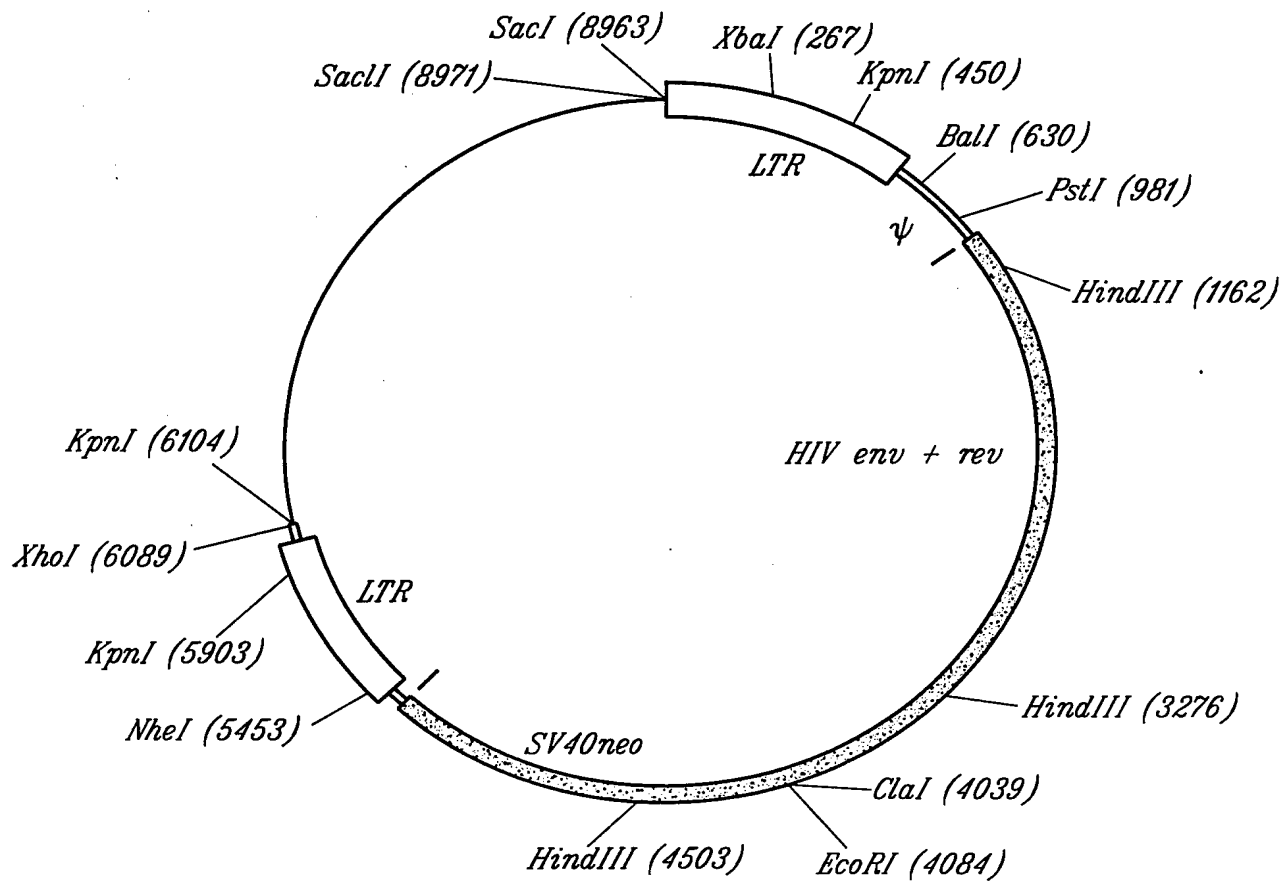 SacI (8963)
XbaI (267)
SacII (8971)
KpnI (450)
BalI (630)
LTR
PstI (981)
ψ
HindIII (1162)
KpnI (6104)
HIV env + rev
XhoI (6089)
LTR
KpnI (5903)
HindIII (3276)
NheI (5453)
SV40neo
ClaI (4039)
HindIII (4503)
EcoRI (4084)